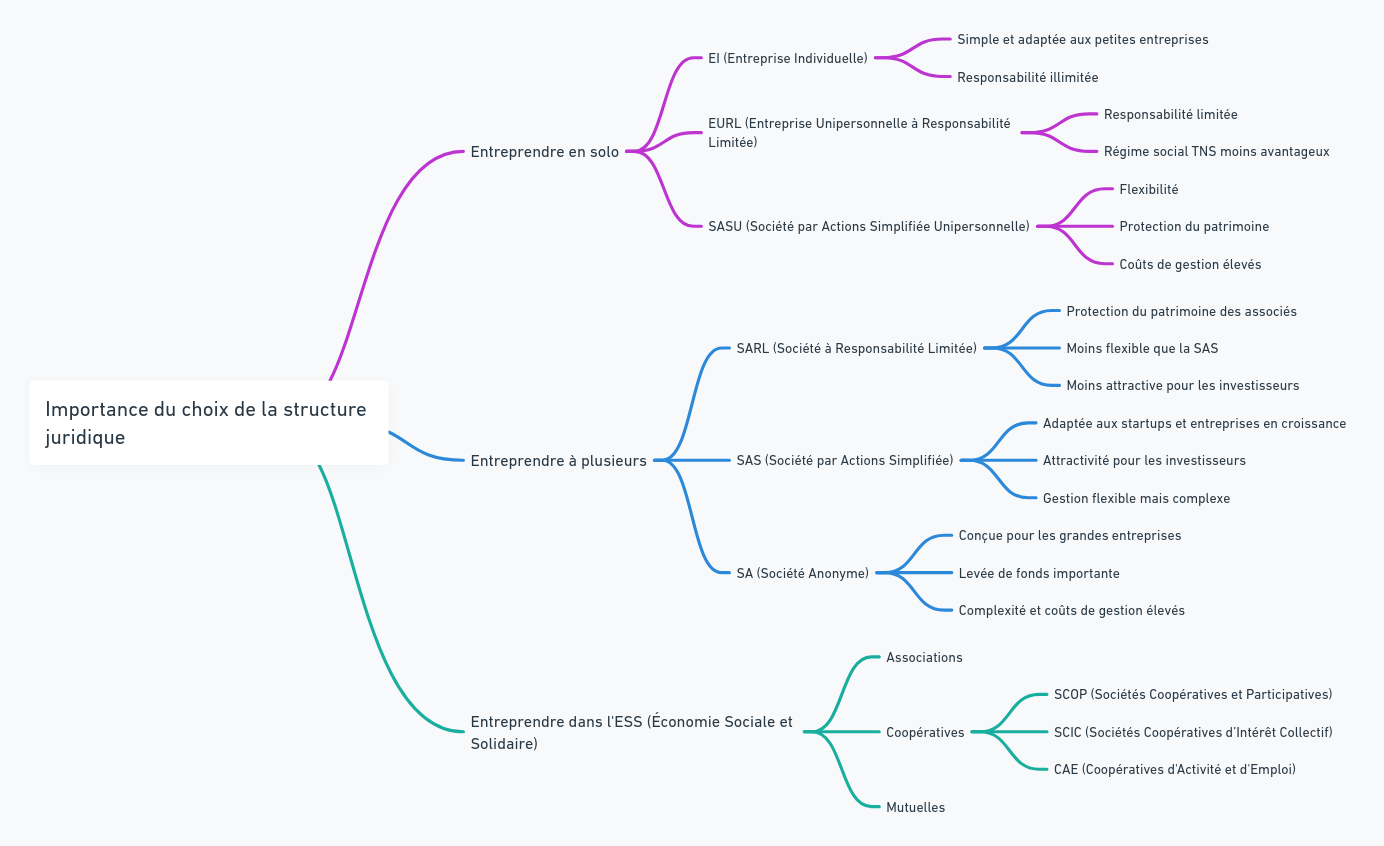 Importance du choix de la structure
juridique
Entreprendre en solo
EI (Entreprise Individuelle)
Simple et adaptée aux petites entreprises
Responsabilité illimitée
EURL (Entreprise Unipersonnelle à Responsabilité
Limitée)
Responsabilité limitée
Régime social TNS moins avantageux
SASU (Société par Actions Simplifiée Unipersonnelle)
Flexibilité
Protection du patrimoine
Coûts de gestion élevés
Entreprendre à plusieurs
SARL (Société à Responsabilité Limitée)
Protection du patrimoine des associés
Moins flexible que la SAS
Moins attractive pour les investisseurs
SAS (Société par Actions Simplifiée)
Adaptée aux startups et entreprises en croissance
Attractivité pour les investisseurs
Gestion flexible mais complexe
SA (Société Anonyme)
Conçue pour les grandes entreprises
Levée de fonds importante
Complexité et coûts de gestion élevés
Entreprendre dans l'ESS (Économie Sociale et
Solidaire)
Associations
Coopératives
SCOP (Sociétés Coopératives et Participatives)
SCIC (Sociétés Coopératives d'Intérêt Collectif)
CAE (Coopératives d'Activité et d'Emploi)
Mutuelles